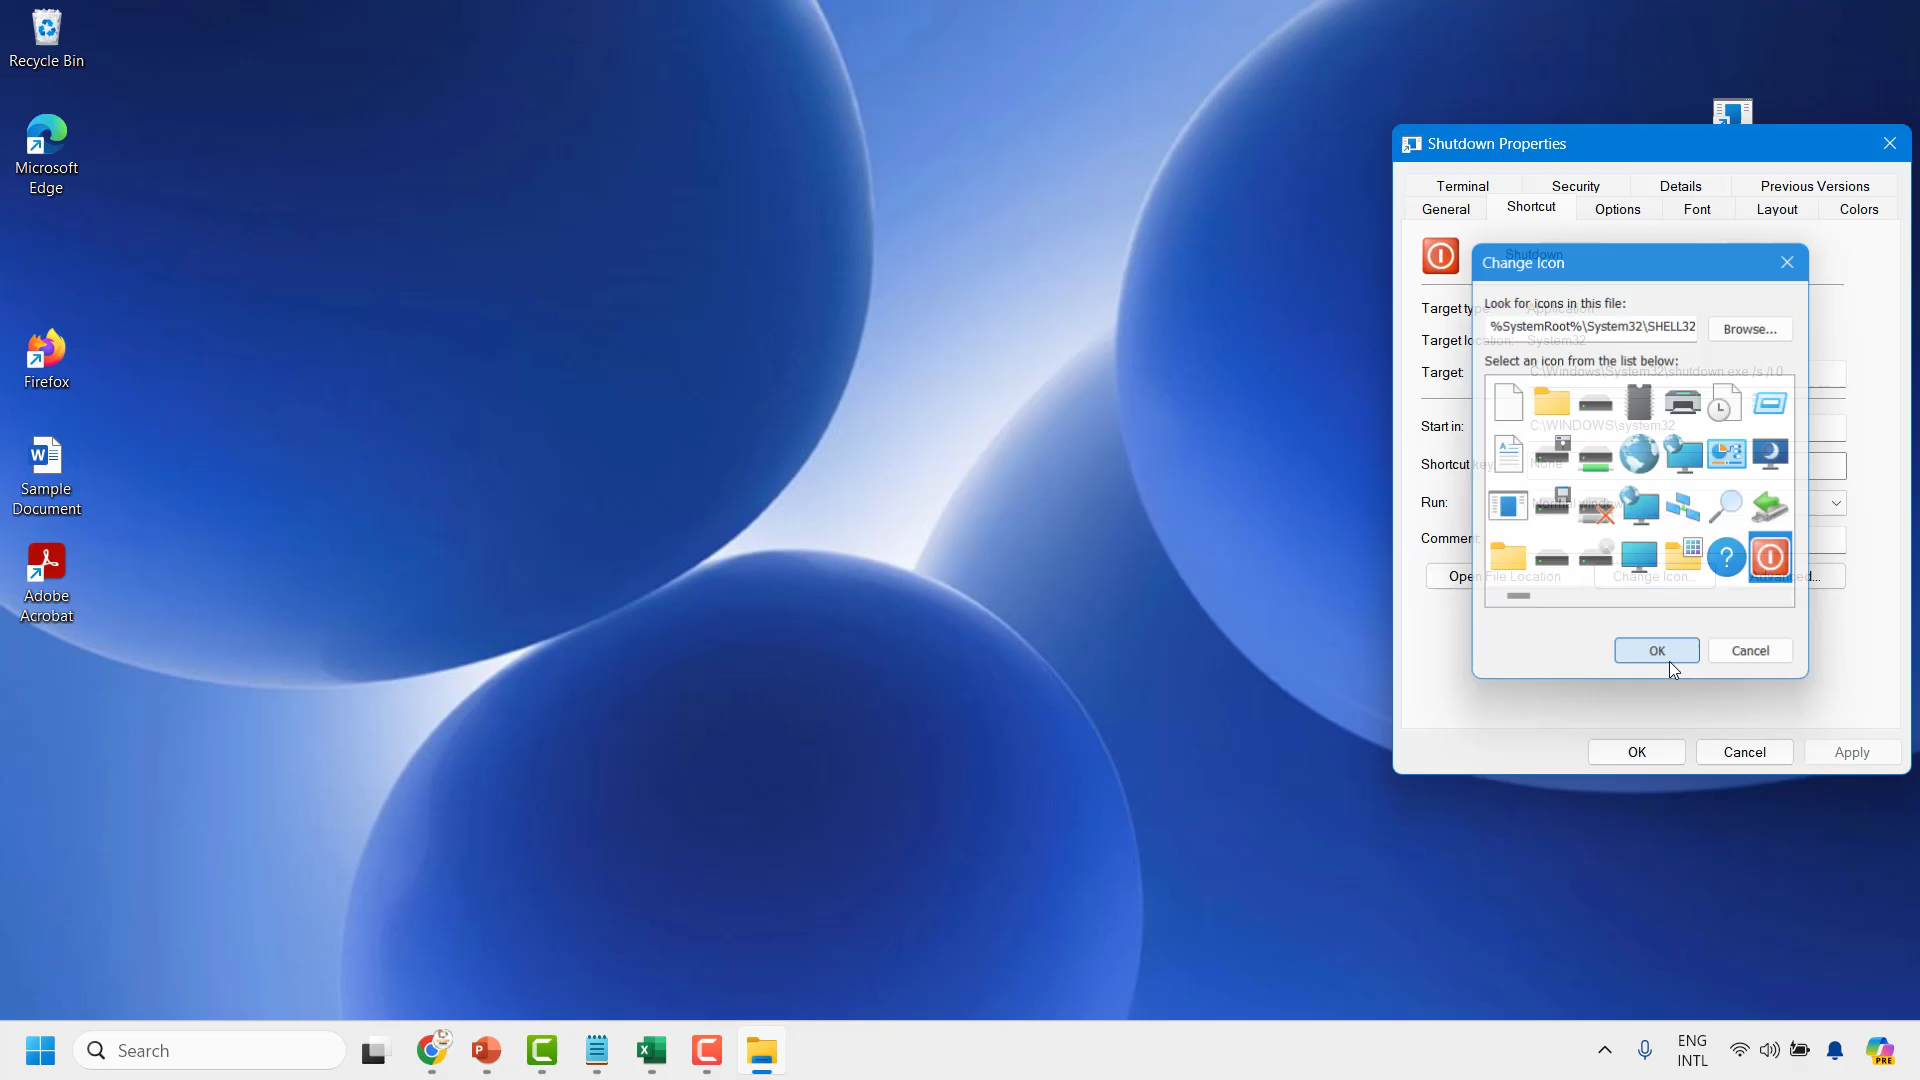 Recycle Bin
Microsoft
Edge
Firefox
Sample
Document
Adobe
Acrobat
Shutdown Properties
Terminal
Security
Details
Previous Versions
General
Shortcut
Options
Font
Layout
Colors
Shutdown
Change Icon
Look for icons in this file:
%SystemRoot%\System32\SHELL32
Browse...
Select an icon from the list below:
Target type:
Application
Target location:
System32
Target:
C:\Windows\System32\shutdown.exe /s /t 0
Start in:
C:\WINDOWS\system32
Shortcut key:
None
Run:
Normal window
Comment:
Open File Location
Change Icon...
Advanced...
OK
Cancel
OK
Cancel
Apply
Search
ENG
INTL
PRE